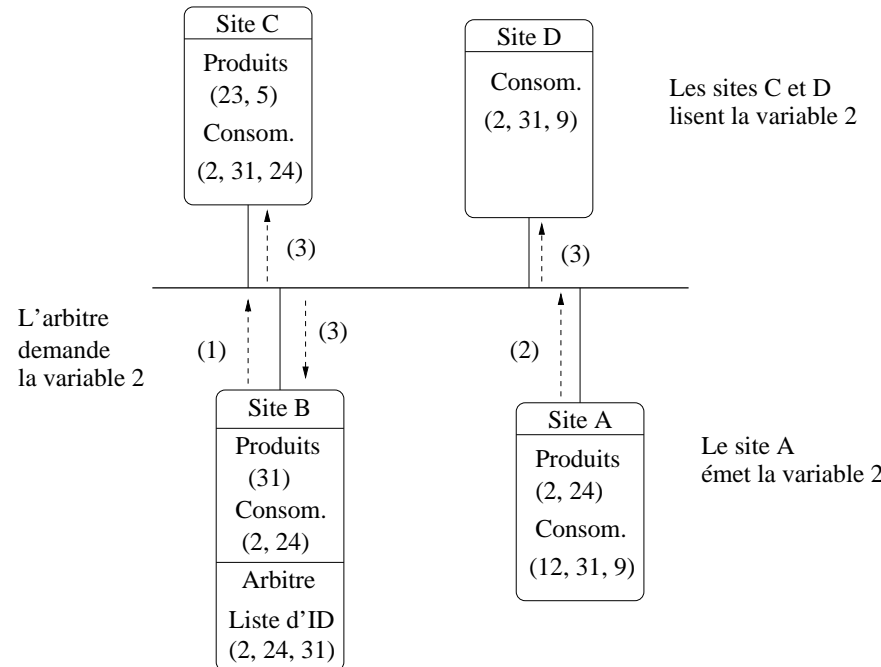 Site C
Produits
(23, 5)
Consom.
(2, 31, 24)
Site D
Consom.
(2, 31, 9)
Les sites C et D
lisent la variable 2
(3)
(3)
L'arbitre
demande
la variable 2
(1)
(3)
(2)
Site B
Produits
(31)
Consom.
(2, 24)
Arbitre
Liste d'ID
(2, 24, 31)
Site A
Produits
(2, 24)
Consom.
(12, 31, 9)
Le site A
émet la variable 2